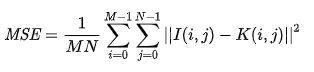 MSE = \frac{1}{MN} \sum_{i=0}^{M-1} \sum_{j=0}^{N-1} ||I(i,j) - K(i,j)||^2